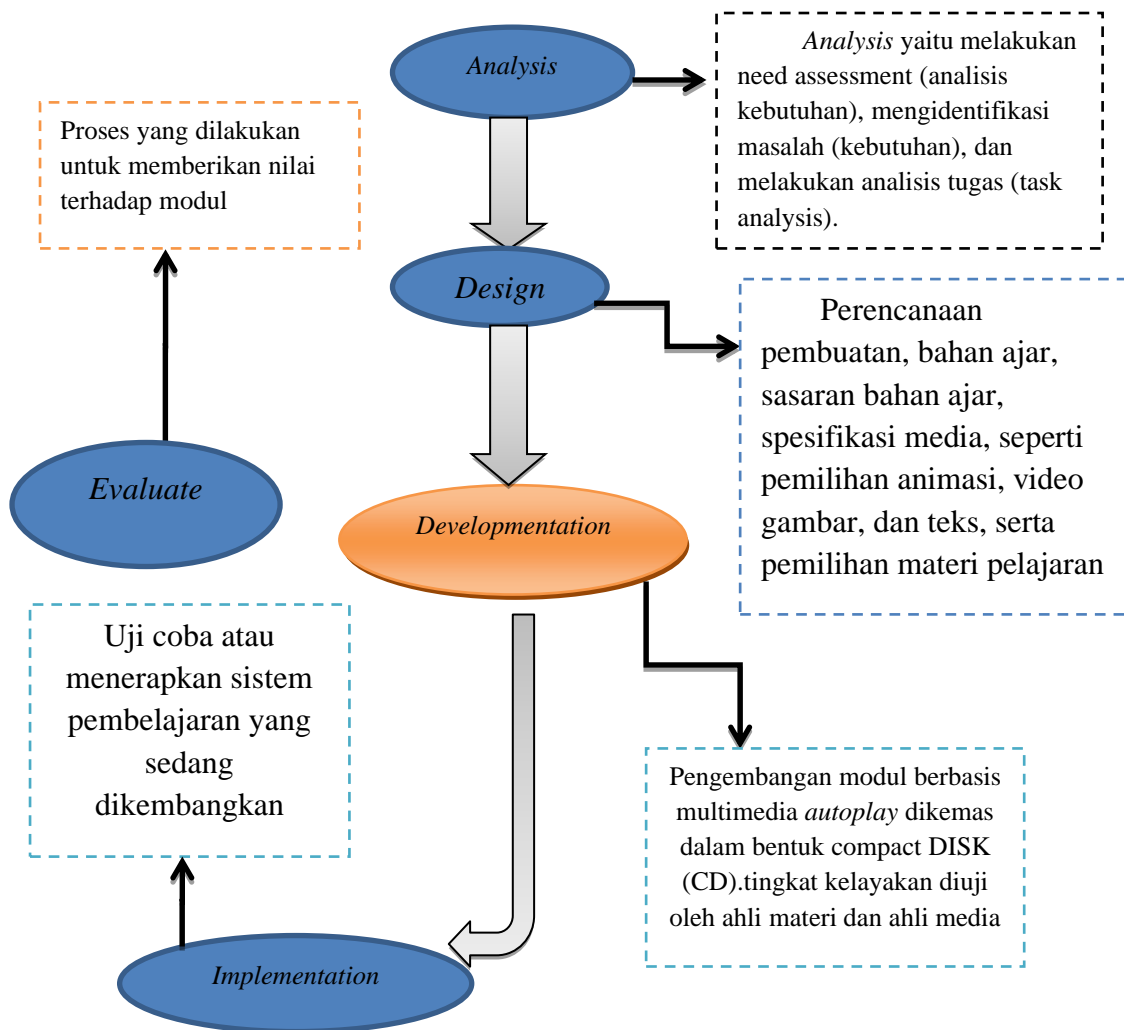 Analysis
Analysis yaitu melakukan
need assessment (analisis
kebutuhan), mengidentifikasi
masalah (kebutuhan), dan
melakukan analisis tugas (task
analysis).
Proses yang dilakukan
untuk memberikan nilai
terhadap modul
Design
Perencanaan
pembuatan, bahan ajar,
sasaran bahan ajar,
spesifikasi media, seperti
pemilihan animasi, video
gambar, dan teks, serta
pemilihan materi pelajaran
Evaluate
Developmentation
Uji coba atau
menerapkan sistem
pembelajaran yang
sedang
dikembangkan
Pengembangan modul berbasis
multimedia autoplay dikemas
dalam bentuk compact DISK
(CD).tingkat kelayakan diuji
oleh ahli materi dan ahli media
Implementation